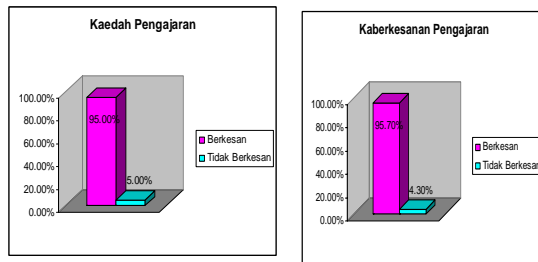 Kaedah Pengajaran
100.00%
80.00%
60.00%
40.00%
20.00%
0.00%
95.00%
5.00%
Berkesan
Tidak Berkesan
Kaberkesanan Pengajaran
100.00%
80.00%
60.00%
40.00%
20.00%
0.00%
95.70%
4.30%
Berkesan
Tidak Berkesan